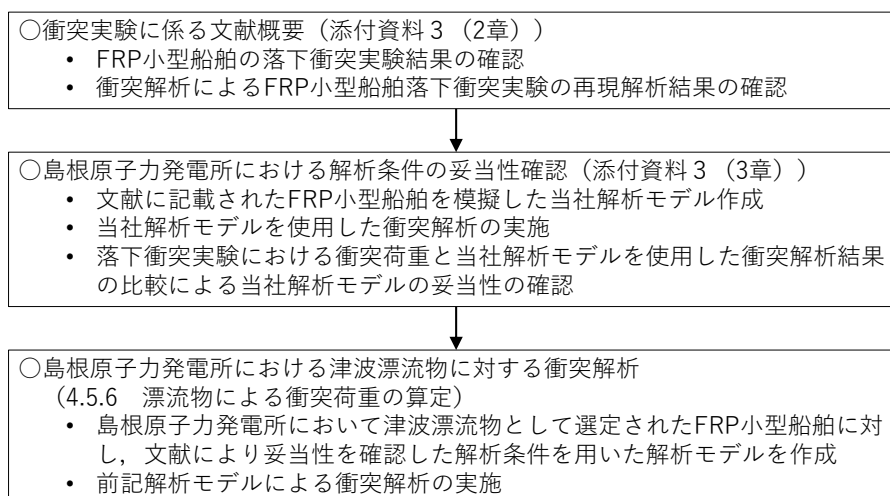 ○衝突実験に係る文献概要（添付資料３（2章））
• FRP小型船舶の落下衝突実験結果の確認
• 衝突解析によるFRP小型船舶落下衝突実験の再現解析結果の確認
○島根原子力発電所における解析条件の妥当性確認（添付資料３（3章））
• 文献に記載されたFRP小型船舶を模擬した当社解析モデル作成
• 当社解析モデルを使用した衝突解析の実施
• 落下衝突実験における衝突荷重と当社解析モデルを使用した衝突解析結果
の比較による当社解析モデルの妥当性の確認
○島根原子力発電所における津波漂流物に対する衝突解析
（4.5.6　漂流物による衝突荷重の算定）
• 島根原子力発電所において津波漂流物として選定されたFRP小型船舶に対
し，文献により妥当性を確認した解析条件を用いた解析モデルを作成
• 前記解析モデルによる衝突解析の実施